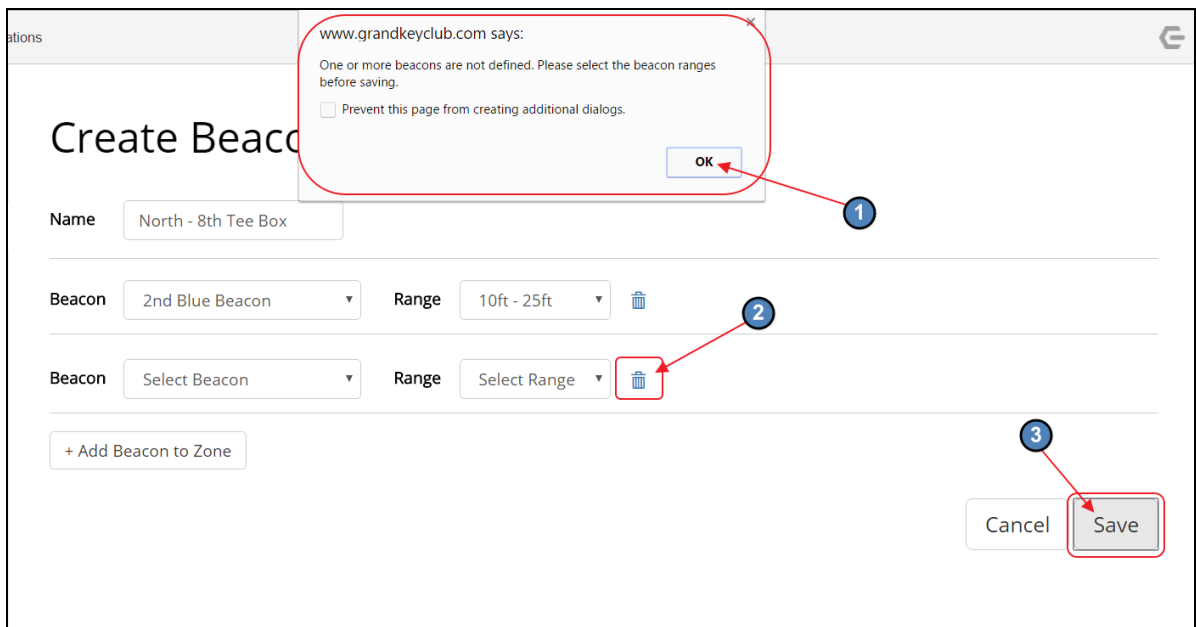 ations
www.grandkeyclub.com says:
One or more beacons are not defined. Please select the beacon ranges
before saving.
Prevent this page from creating additional dialogs.
OK
1
Create Beaco
Name North - 8th Tee Box
Beacon 2nd Blue Beacon Range 10ft - 25ft
2
Beacon Select Beacon Range Select Range
+ Add Beacon to Zone
3
Cancel Save